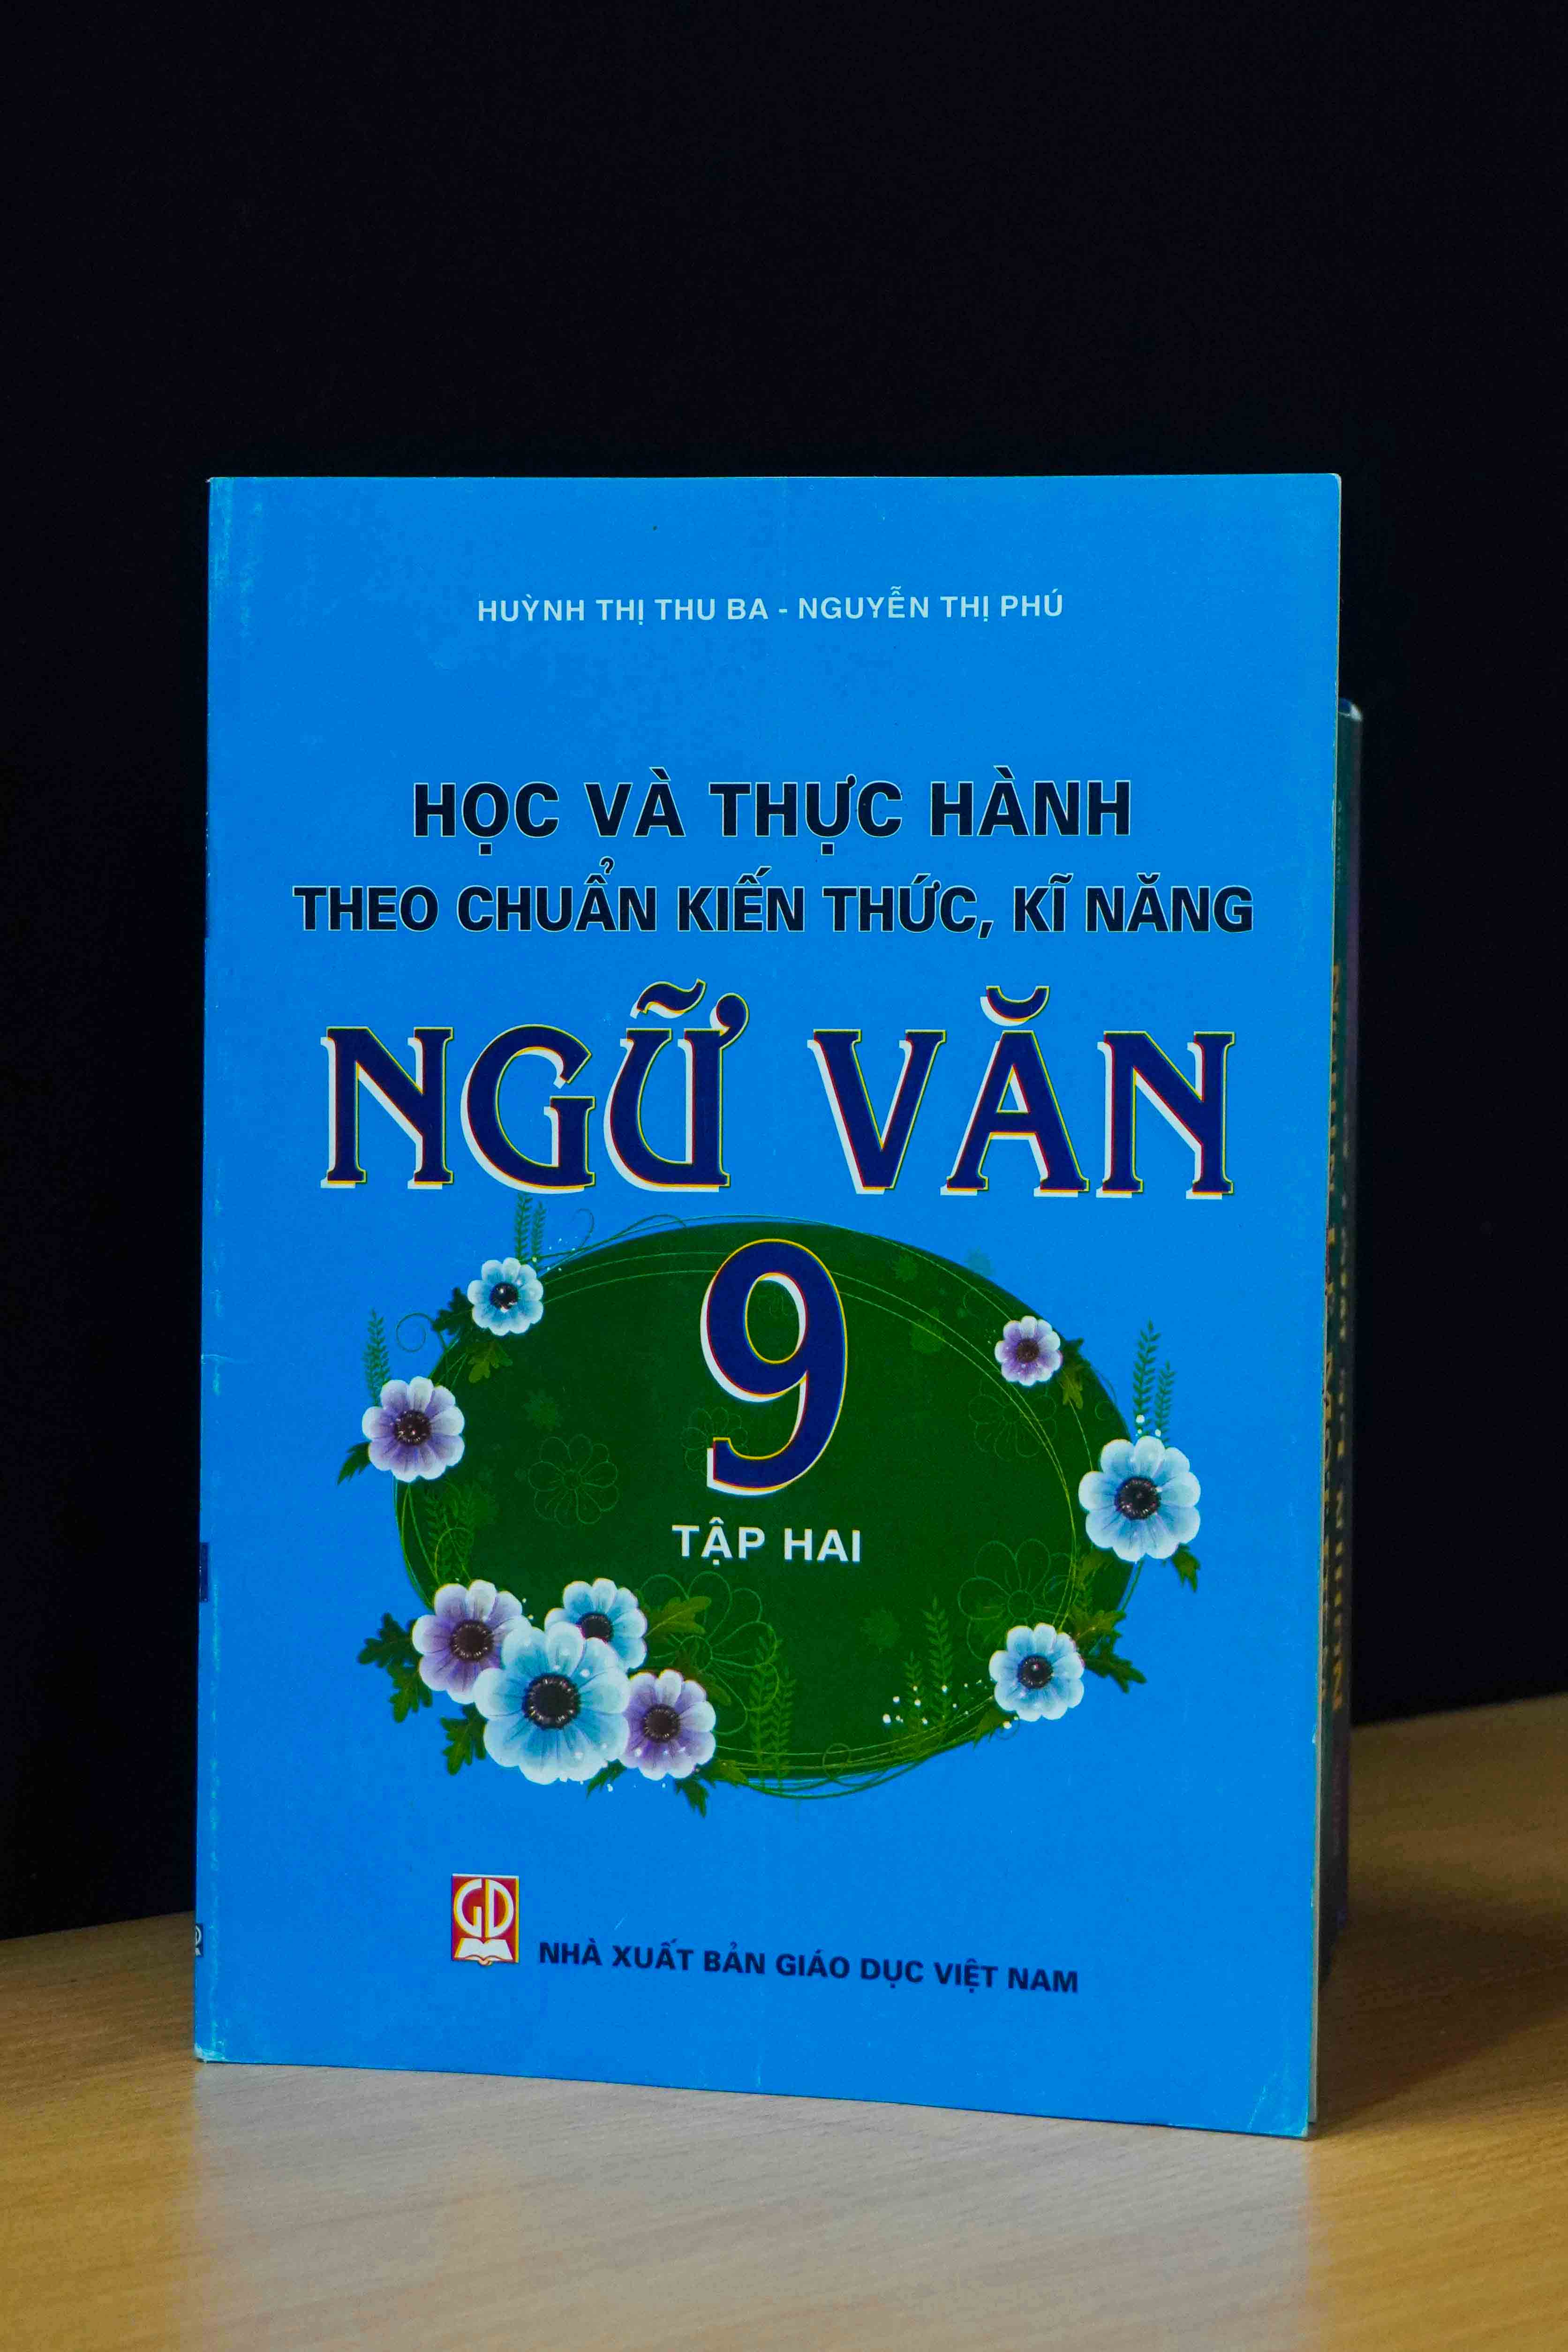 HUỲNH THỊ THU BA - NGUYỄN THỊ PHÚ
HỌC VÀ THỰC HÀNH
THEO CHUẨN KIẾN THỨC, KĨ NĂNG
NGỮ VĂN
9
TẬP HAI
GD
NHÀ XUẤT BẢN GIÁO DỤC VIỆT NAM